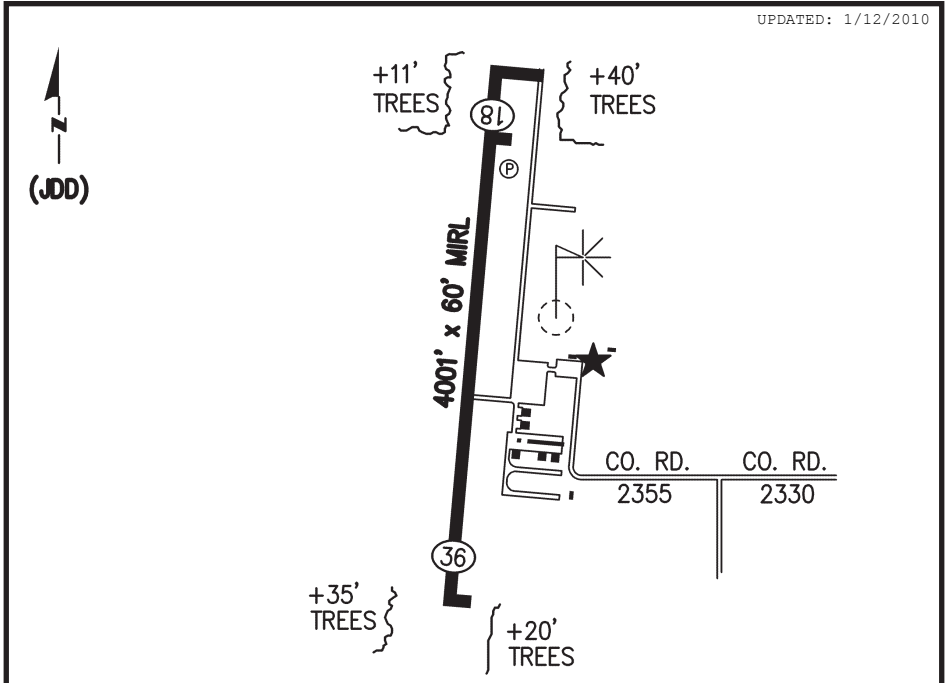 UPDATED: 1/12/2010
+11'
TREES
+40'
TREES
18
N
(JDD)
P
4001' x 60' MIRL
CO. RD.
2355
CO. RD.
2330
36
+35'
TREES
+20'
TREES